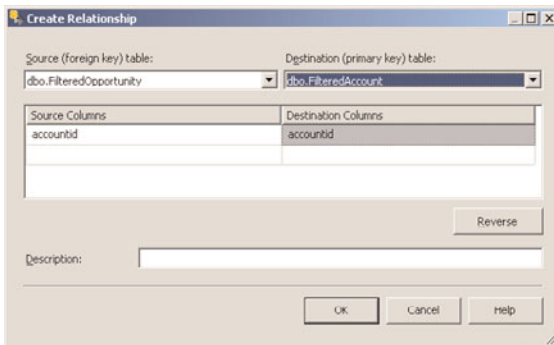 Create Relationship
Source (foreign key) table:
Destination (primary key) table:
dbo.FilteredOpportunity
dbo.FilteredAccount
Source Columns
Destination Columns
accountid
accountid
Reverse
Description:
OK
Cancel
Help